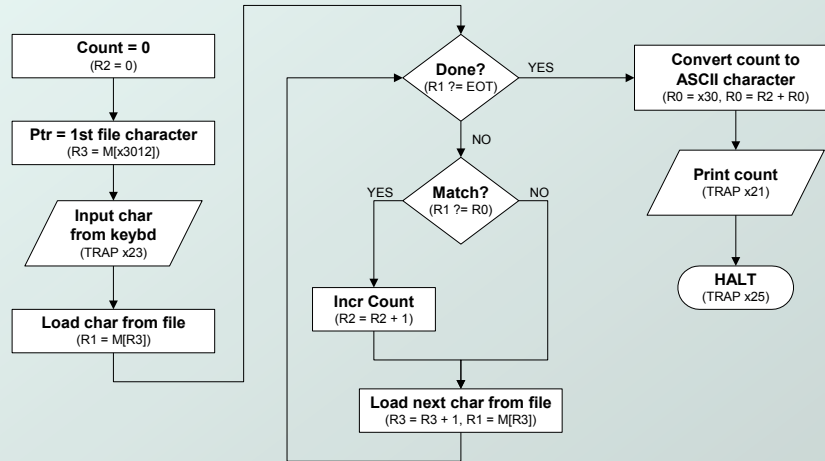 Count = 0
(R2 = 0)
Ptr = 1st file character
(R3 = M[x3012])
Input char
from keybd
(TRAP x23)
Load char from file
(R1 = M[R3])
Done?
(R1 ?= EOT)
YES
NO
Match?
(R1 ?= R0)
YES
NO
Incr Count
(R2 = R2 + 1)
Load next char from file
(R3 = R3 + 1, R1 = M[R3])
Convert count to
ASCII character
(R0 = x30, R0 = R2 + R0)
Print count
(TRAP x21)
HALT
(TRAP x25)